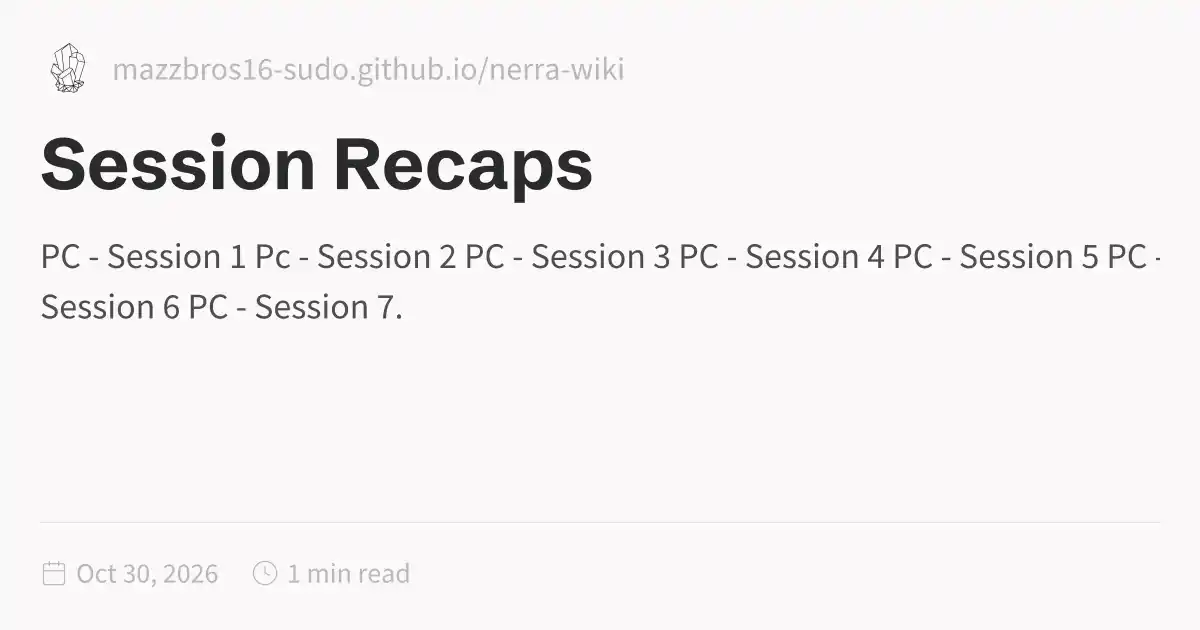 mazzbros16-sudo.github.io/nerra-wiki
Session Recaps
PC - Session 1 Pc - Session 2 PC - Session 3 PC - Session 4 PC - Session 5 PC -
Session 6 PC - Session 7.
Oct 30, 2026 1 min read